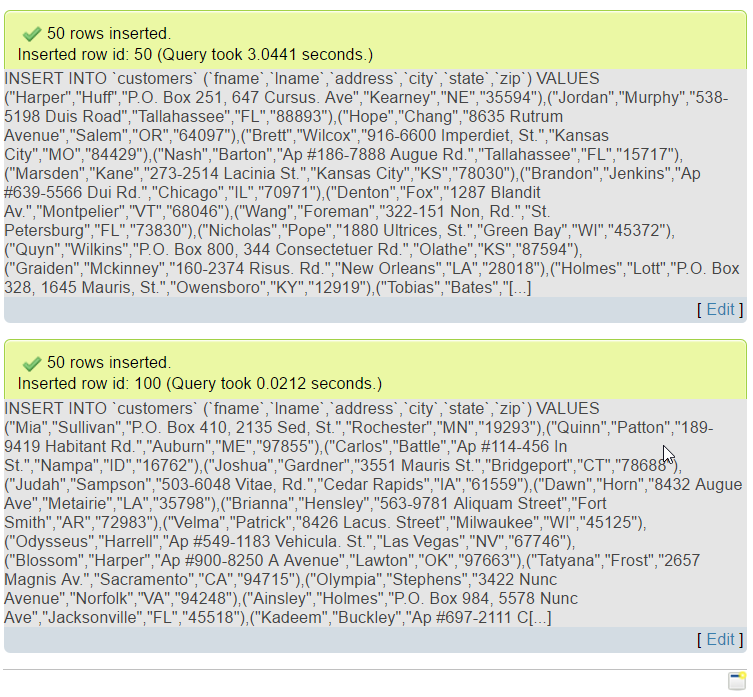 50 rows inserted.
Inserted row id: 50 (Query took 3.0441 seconds.)
INSERT INTO `customers` (`fname`,`lname`,`address`,`city`,`state`,`zip`) VALUES
("Harper","Huff","P.O. Box 251, 647 Cursus. Ave","Kearney","NE","35594"),("Jordan","Murphy","538-
5198 Duis Road","Tallahassee","FL","88893"),("Hope","Chang","8635 Rutrum
Avenue","Salem","OR","64097"),("Brett","Wilcox","916-6600 Imperdiet, St.","Kansas
City","MO","84429"),("Nash","Barton","Ap #186-7888 Augue Rd.","Tallahassee","FL","15717"),
("Marsden","Kane","273-2514 Lacinia St.","Kansas City","KS","78030"),("Brandon","Jenkins","Ap
#639-5566 Dui Rd.","Chicago","IL","70971"),("Denton","Fox","1287 Blandit
Av.","Montpelier","VT","68046"),("Wang","Foreman","322-151 Non, Rd.","St.
Petersburg","FL","73830"),("Nicholas","Pope","1880 Ultrices, St.","Green Bay","WI","45372"),
("Quyn","Wilkins","P.O. Box 800, 344 Consectetuer Rd.","Olathe","KS","87594"),
("Graiden","Mckinney","160-2374 Risus. Rd.","New Orleans","LA","28018"),("Holmes","Lott","P.O. Box
328, 1645 Mauris, St.","Owensboro","KY","12919"),("Tobias","Bates","[...]
[ Edit ]
50 rows inserted.
Inserted row id: 100 (Query took 0.0212 seconds.)
INSERT INTO `customers` (`fname`,`lname`,`address`,`city`,`state`,`zip`) VALUES
("Mia","Sullivan","P.O. Box 410, 2135 Sed, St.","Rochester","MN","19293"),("Quinn","Patton","189-
9419 Habitant Rd.","Auburn","ME","97855"),("Carlos","Battle","Ap #114-456 In
St.","Nampa","ID","16762"),("Joshua","Gardner","3551 Mauris St.","Bridgeport","CT","78688"),
("Judah","Sampson","503-6048 Vitae, Rd.","Cedar Rapids","IA","61559"),("Dawn","Horn","8432 Augue
Ave","Metairie","LA","35798"),("Brianna","Hensley","563-9781 Aliquam Street","Fort
Smith","AR","72983"),("Velma","Patrick","8426 Lacus. Street","Milwaukee","WI","45125"),
("Odysseus","Harrell","Ap #549-1183 Vehicula. St.","Las Vegas","NV","67746"),
("Blossom","Harper","Ap #900-8250 A Avenue","Lawton","OK","97663"),("Tatyana","Frost","2657
Magnis Av.","Sacramento","CA","94715"),("Olympia","Stephens","3422 Nunc
Avenue","Norfolk","VA","94248"),("Ainsley","Holmes","P.O. Box 984, 5578 Nunc
Ave","Jacksonville","FL","45518"),("Kadeem","Buckley","Ap #697-2111 C[...]
[ Edit ]